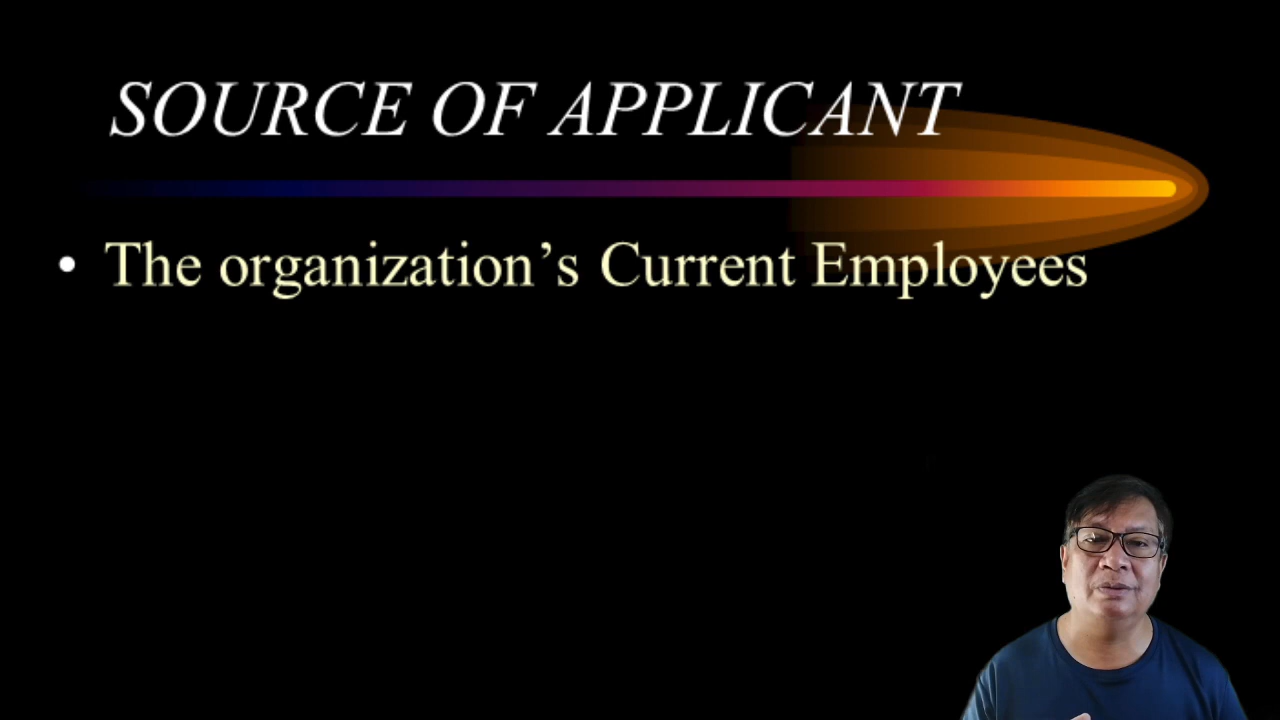 SOURCE OF APPLICANT
• The organization’s Current Employees